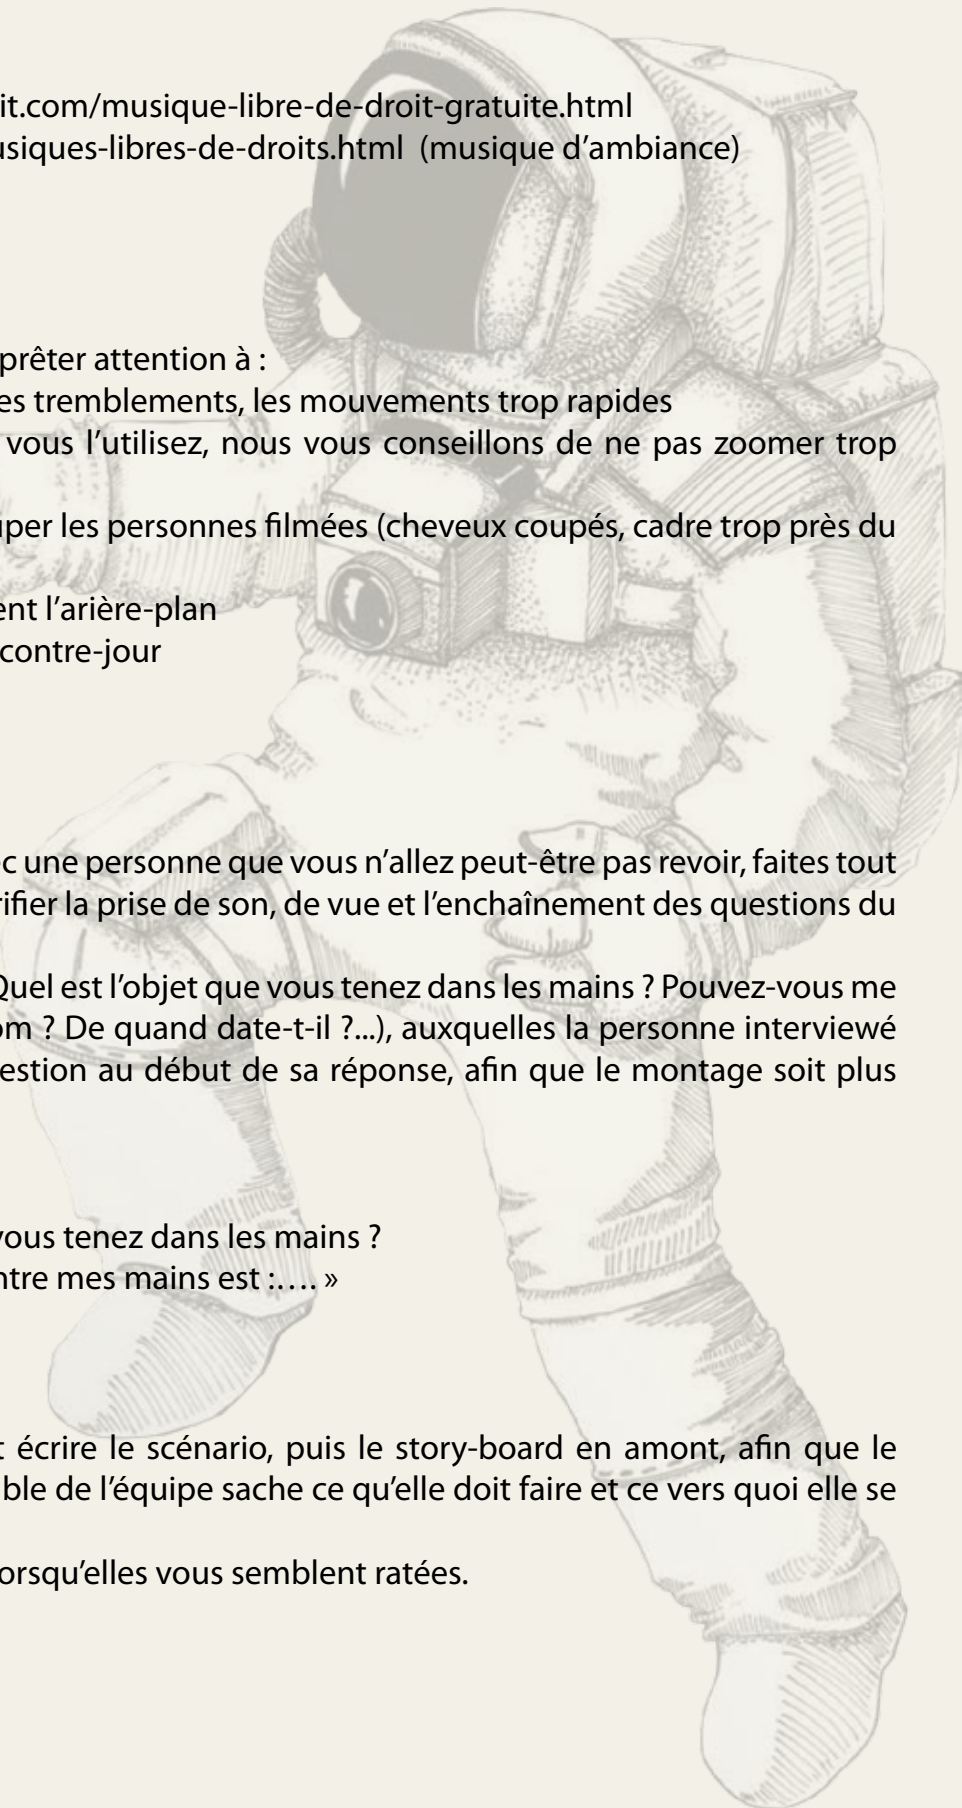 it.com/musique-libre-de-droit-gratuite.html
usiques-libres-de-droits.html (musique d’ambiance)
prêter attention à :
es tremblements, les mouvements trop rapides
vous l’utilisez, nous vous conseillons de ne pas zoomer trop
uper les personnes filmées (cheveux coupés, cadre trop près du
ent l’arière-plan
contre-jour
ec une personne que vous n’allez peut-être pas revoir, faites tout
rifier la prise de son, de vue et l’enchaînement des questions du
Quel est l’objet que vous tenez dans les mains ? Pouvez-vous me
om ? De quand date-t-il ?...), auxquelles la personne interviewé
estion au début de sa réponse, afin que le montage soit plus
vous tenez dans les mains ?
ntre mes mains est :…. »
t écrire le scénario, puis le story-board en amont, afin que le
ble de l’équipe sache ce qu’elle doit faire et ce vers quoi elle se
lorsqu’elles vous semblent ratées.